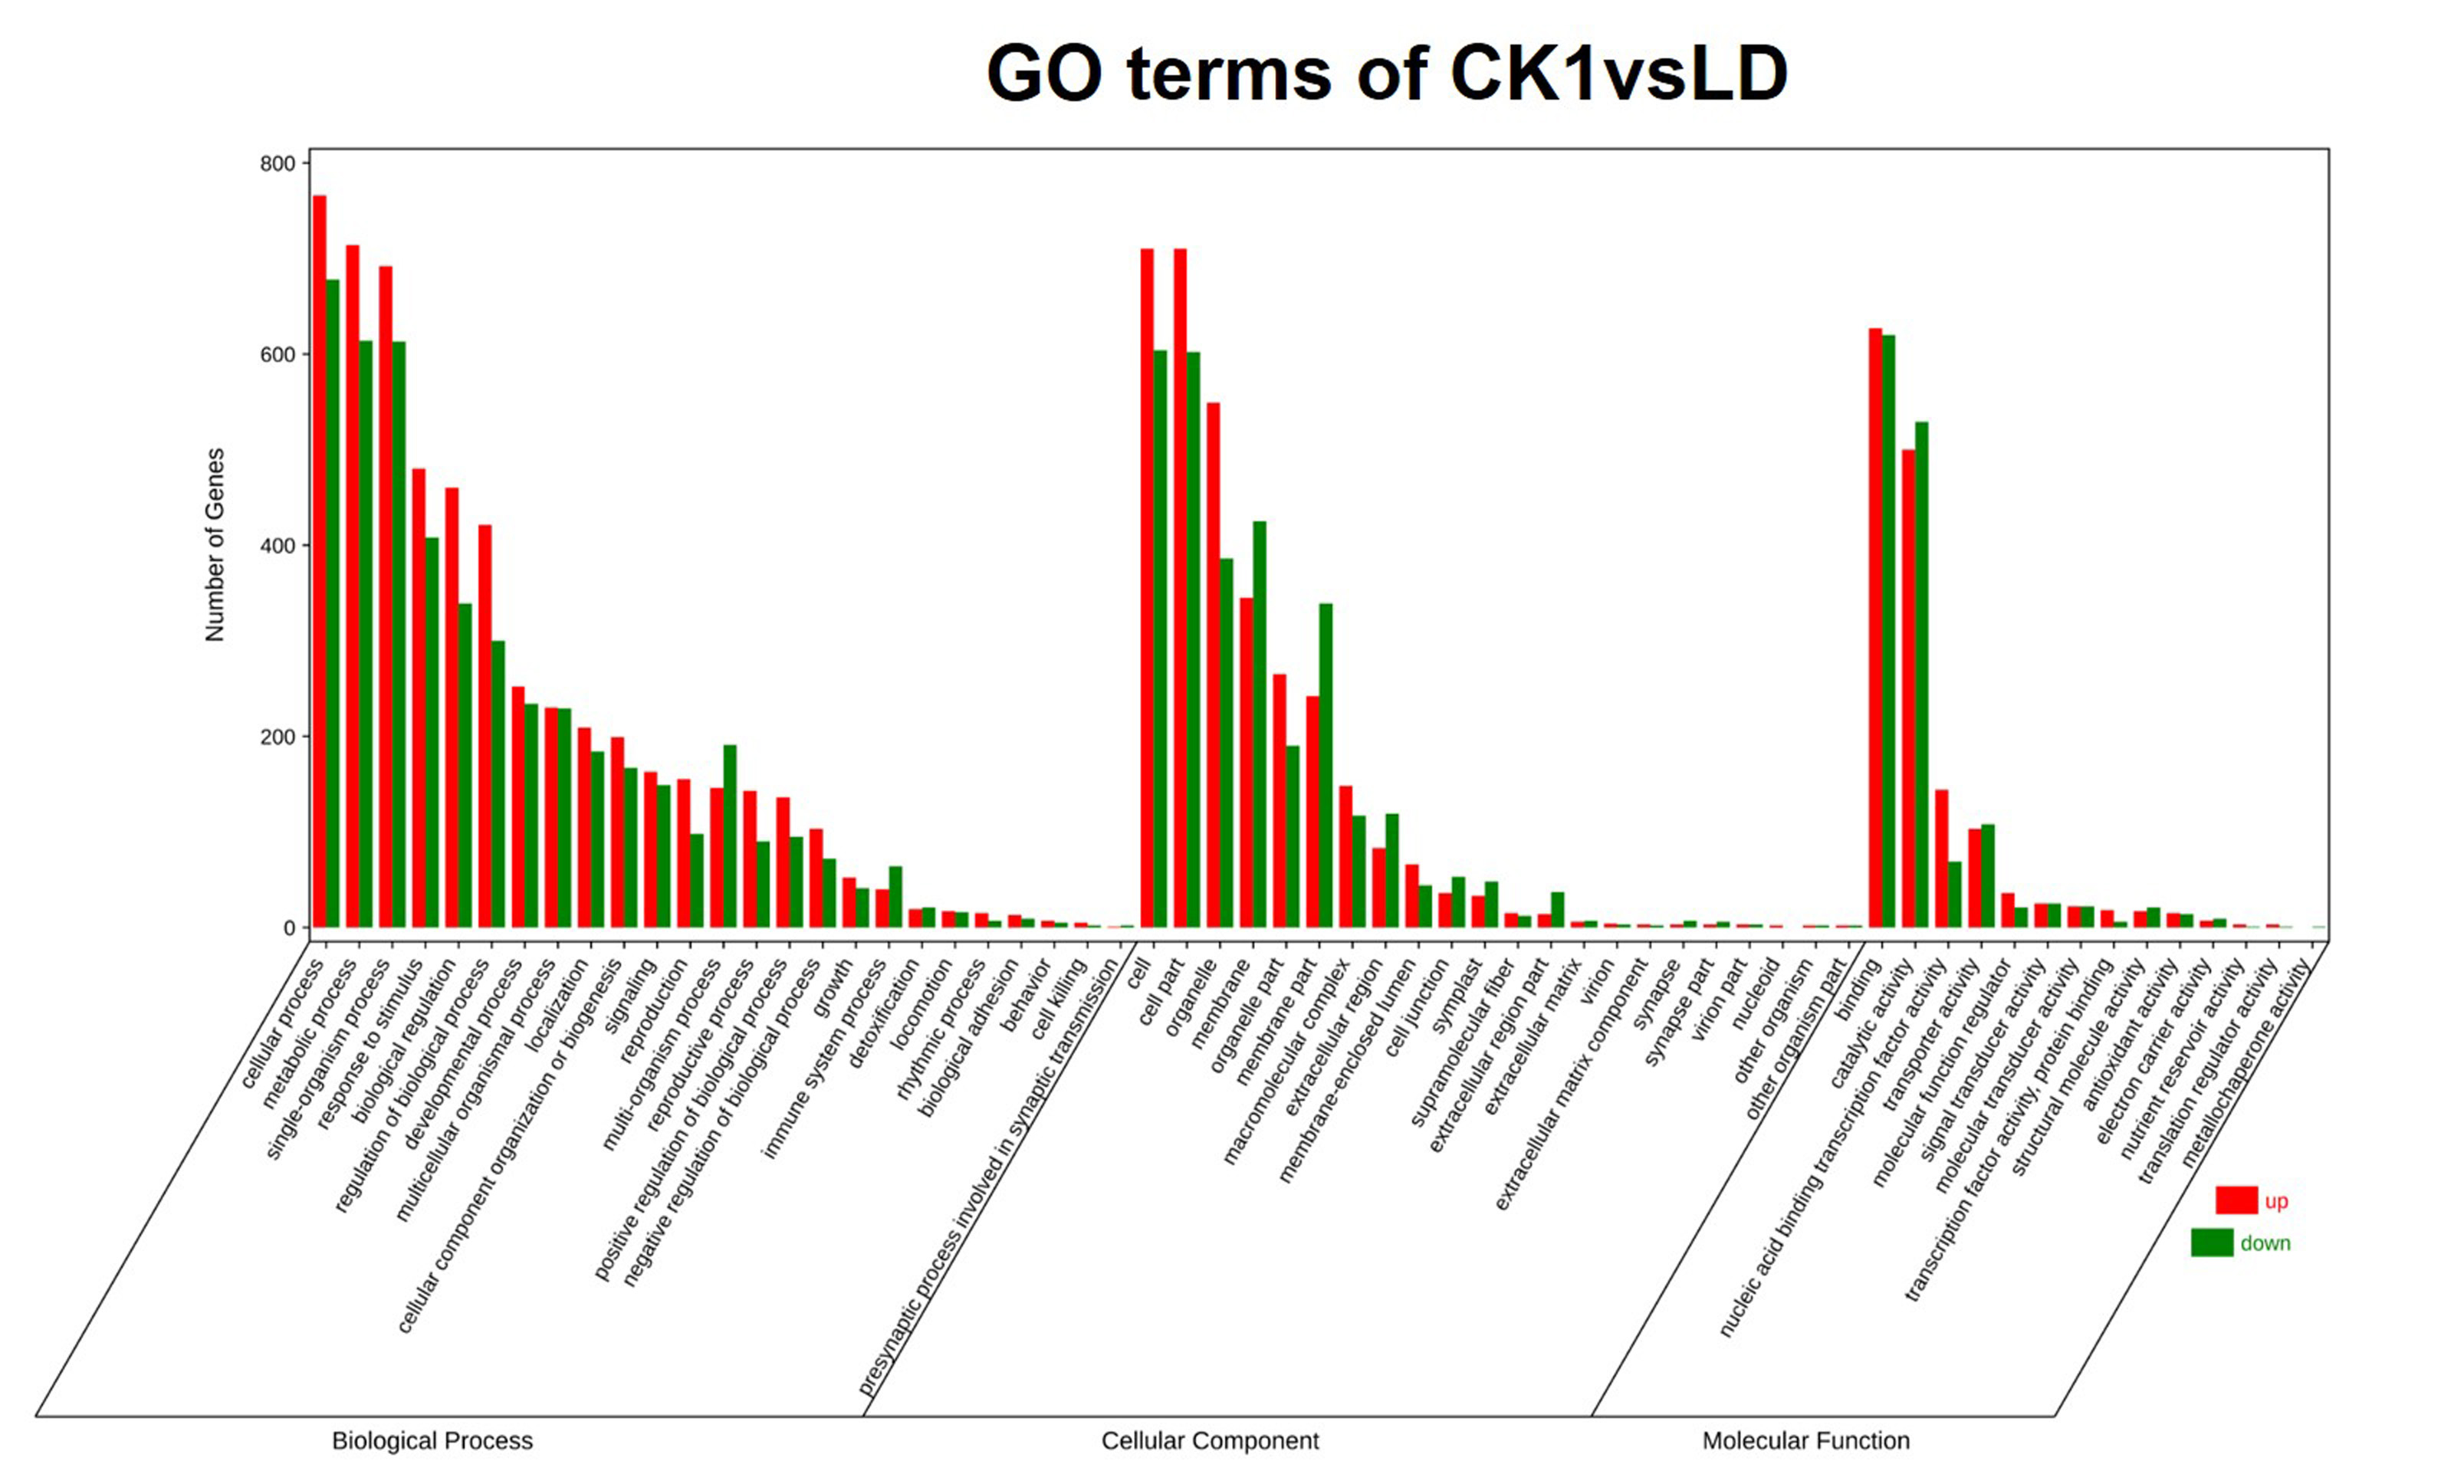 GO terms of CK1vsLD
800
600
400
200
0
Number of Genes
cellular process
metabolic process
single-organism process
response to stimulus
biological regulation
regulation of biological process
developmental process
multicellular organismal process
localization
cellular component organization or biogenesis
signaling
reproduction
multi-organism process
reproductive process
positive regulation of biological process
negative regulation of biological process
growth
immune system process
detoxification
locomotion
rhythmic process
biological adhesion
behavior
cell killing
presynaptic process involved in synaptic transmission
cell
cell part
organelle
membrane
organelle part
membrane part
macromolecular complex
extracellular region
membrane-enclosed lumen
cell junction
symplast
supramolecular fiber
extracellular region part
extracellular matrix
virion
extracellular matrix component
synapse
synapse part
virion part
nucleoid
other organism
other organism part
binding
catalytic activity
nucleic acid binding transcription factor activity
transporter activity
molecular function regulator
signal transducer activity
molecular transducer activity
transcription factor activity, protein binding
structural molecule activity
antioxidant activity
electron carrier activity
nutrient reservoir activity
translation regulator activity
metallochaperone activity
up
down
Biological Process
Cellular Component
Molecular Function